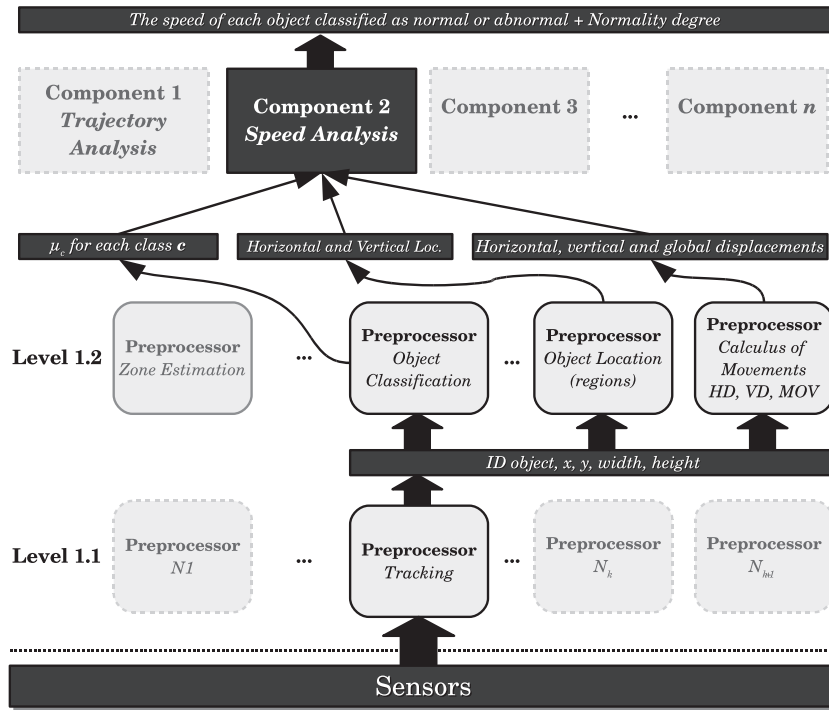 The speed of each object classified as normal or abnormal + Normality degree
Component 1
Trajectory
Analysis
Component 2
Speed Analysis
Component 3
...
Component n
μc for each class c
Horizontal and Vertical Loc.
Horizontal, vertical and global displacements
Level 1.2
Preprocessor
Zone Estimation
...
Preprocessor
Object
Classification
...
Preprocessor
Object Location
(regions)
Preprocessor
Calculus of
Movements
HD, VD, MOV
ID object, x, y, width, height
Level 1.1
Preprocessor
N1
...
Preprocessor
Tracking
...
Preprocessor
Nk
Preprocessor
Sensors